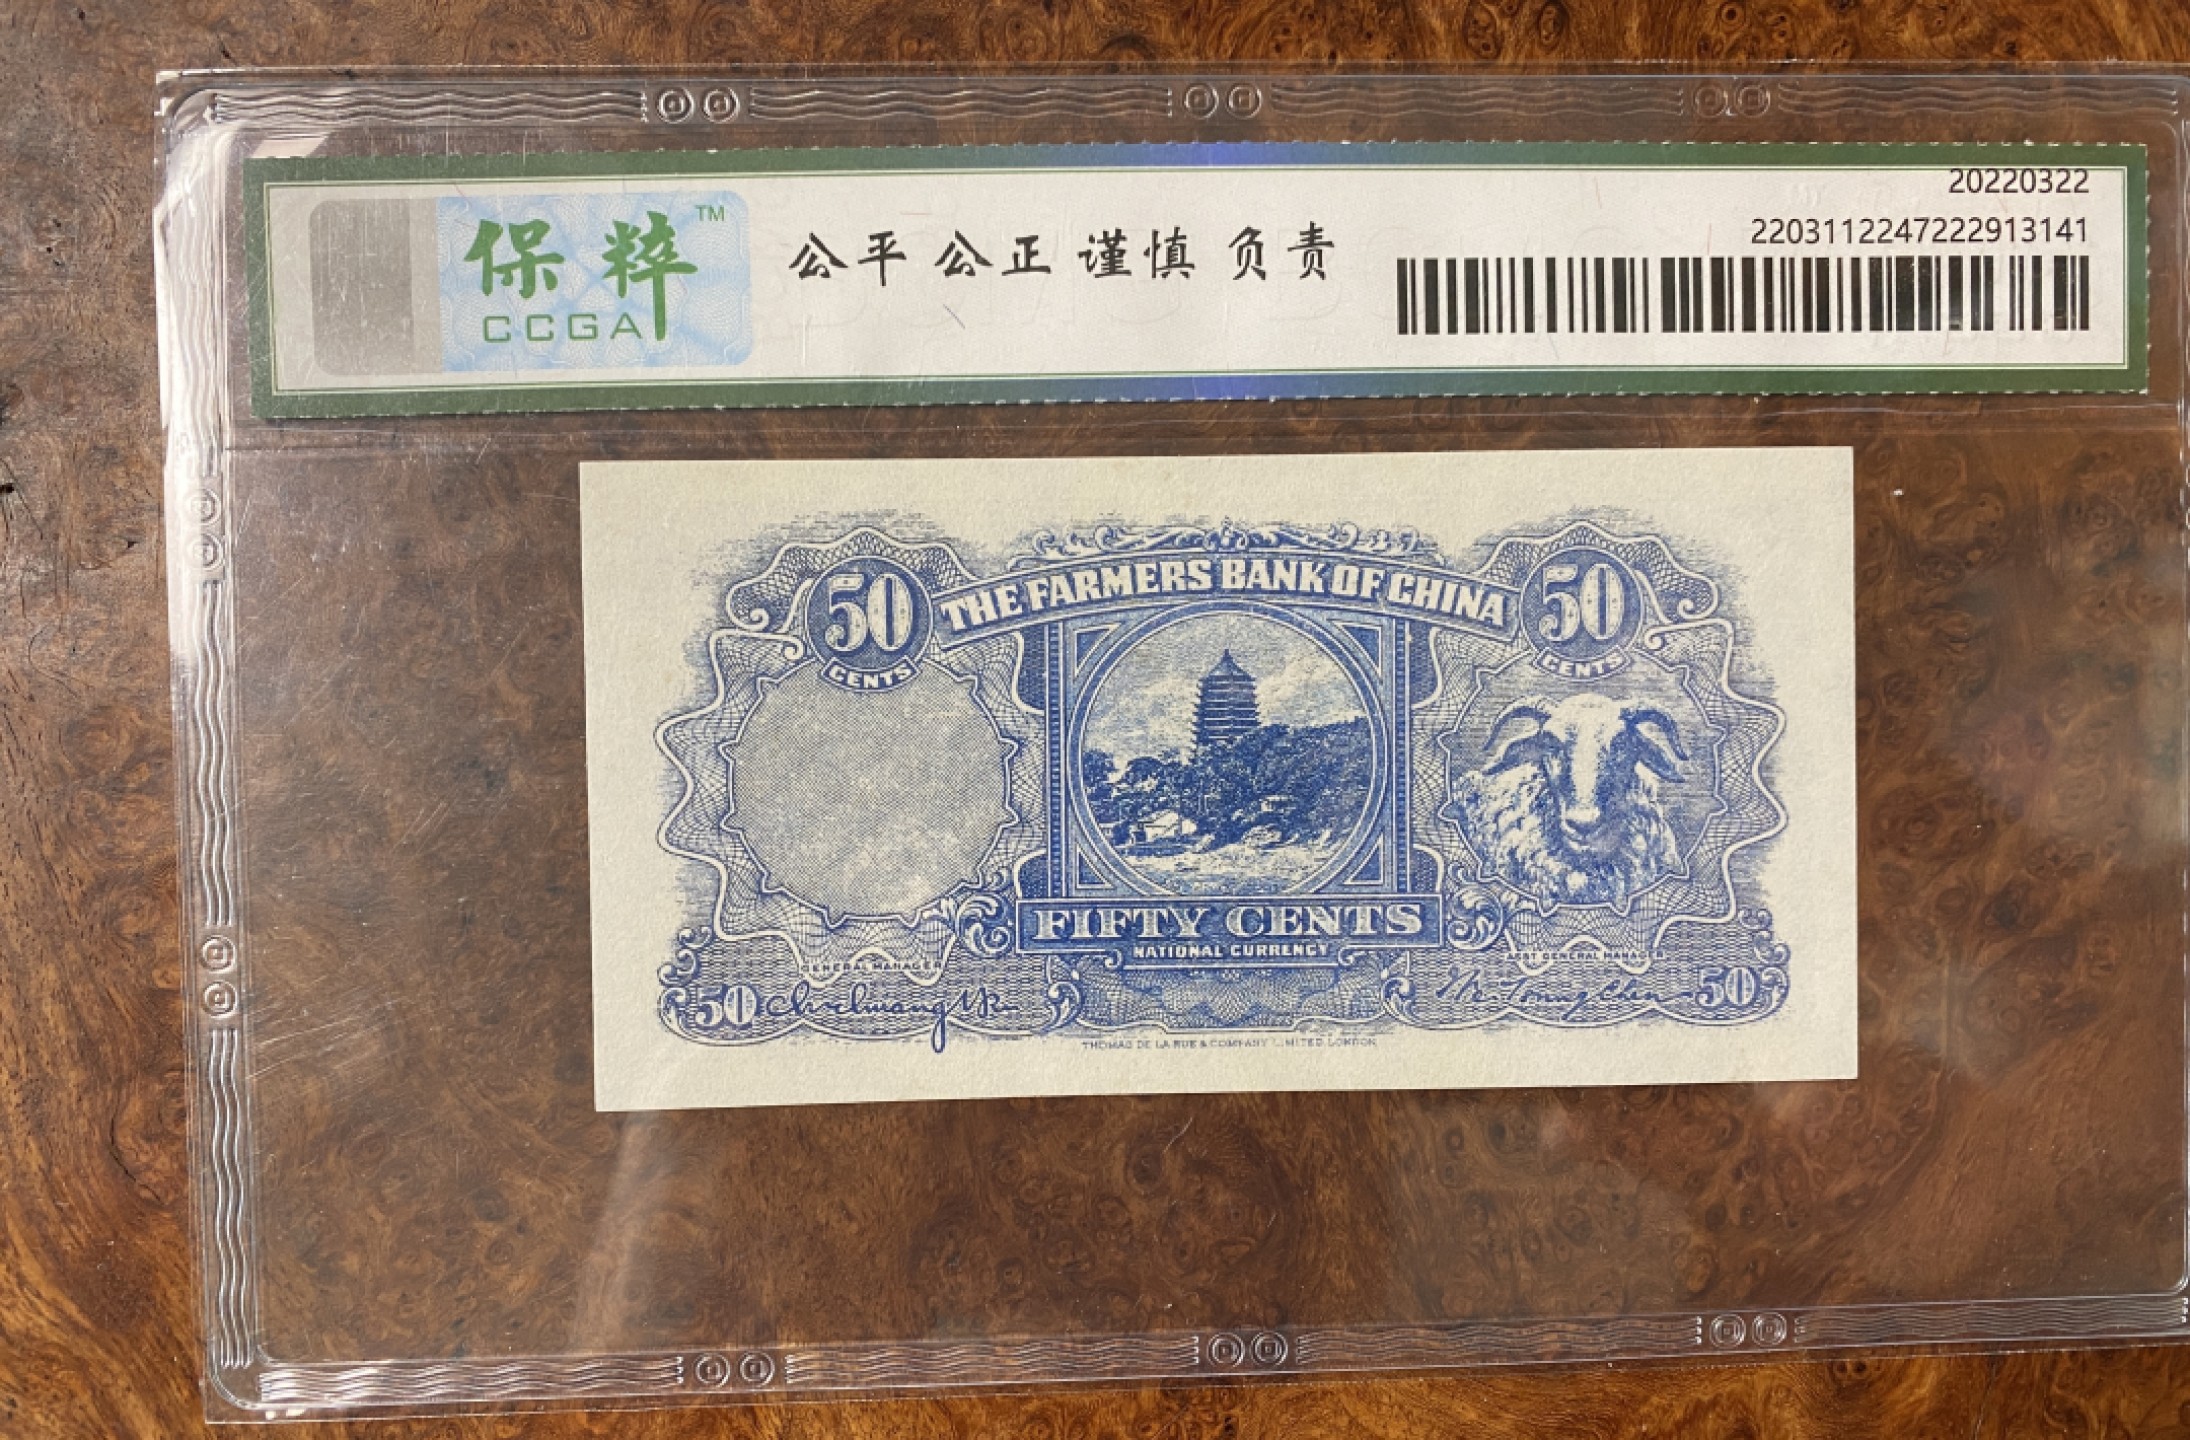 20220322
2203112247222913141
保粹™
CCGA
公平 公正 谨慎 负责
50 THE FARMERS BANK OF CHINA 50
CENTS CENTS
FIFTY CENTS
NATIONAL CURRENCY
GENERAL MANAGER ASST GENERAL MANAGER
50 50
THOMAS DE LA RUE & COMPANY LIMITED. LONDON